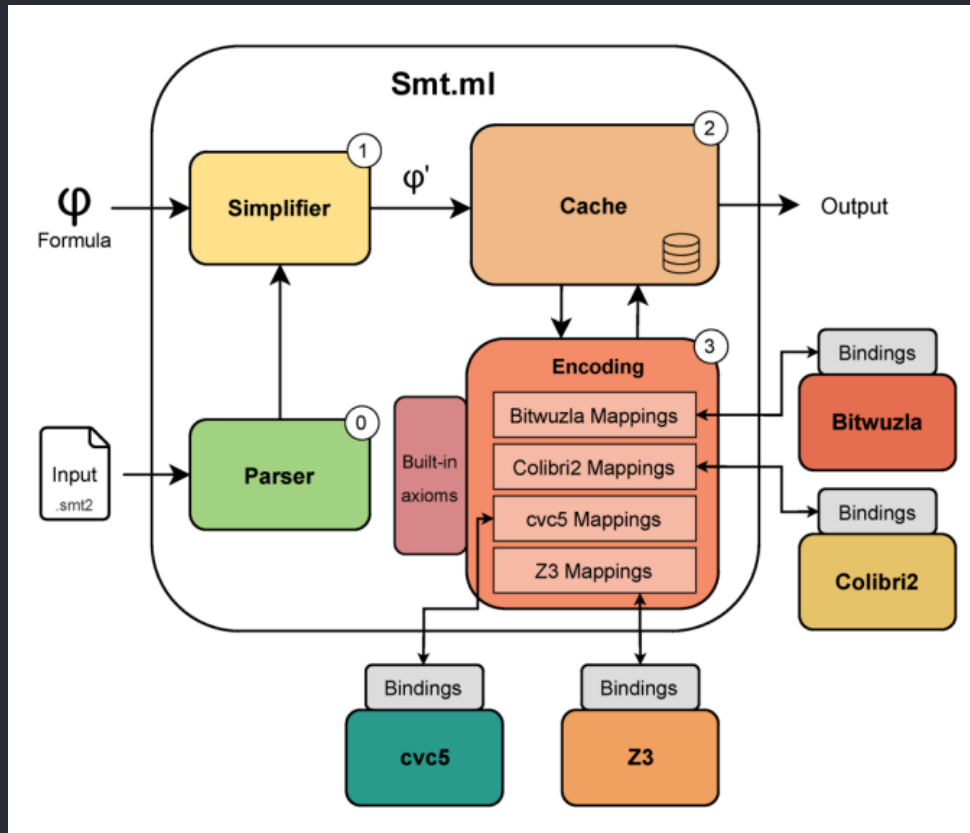 Smt.ml
1
2
φ
Formula
Simplifier
φ'
Cache
Output
3
Encoding
Bindings
Bitwuzla Mappings
Bitwuzla
0
Input
.smt2
Parser
Built-in
axioms
Colibri2 Mappings
cvc5 Mappings
Z3 Mappings
Bindings
Colibri2
Bindings
cvc5
Bindings
Z3